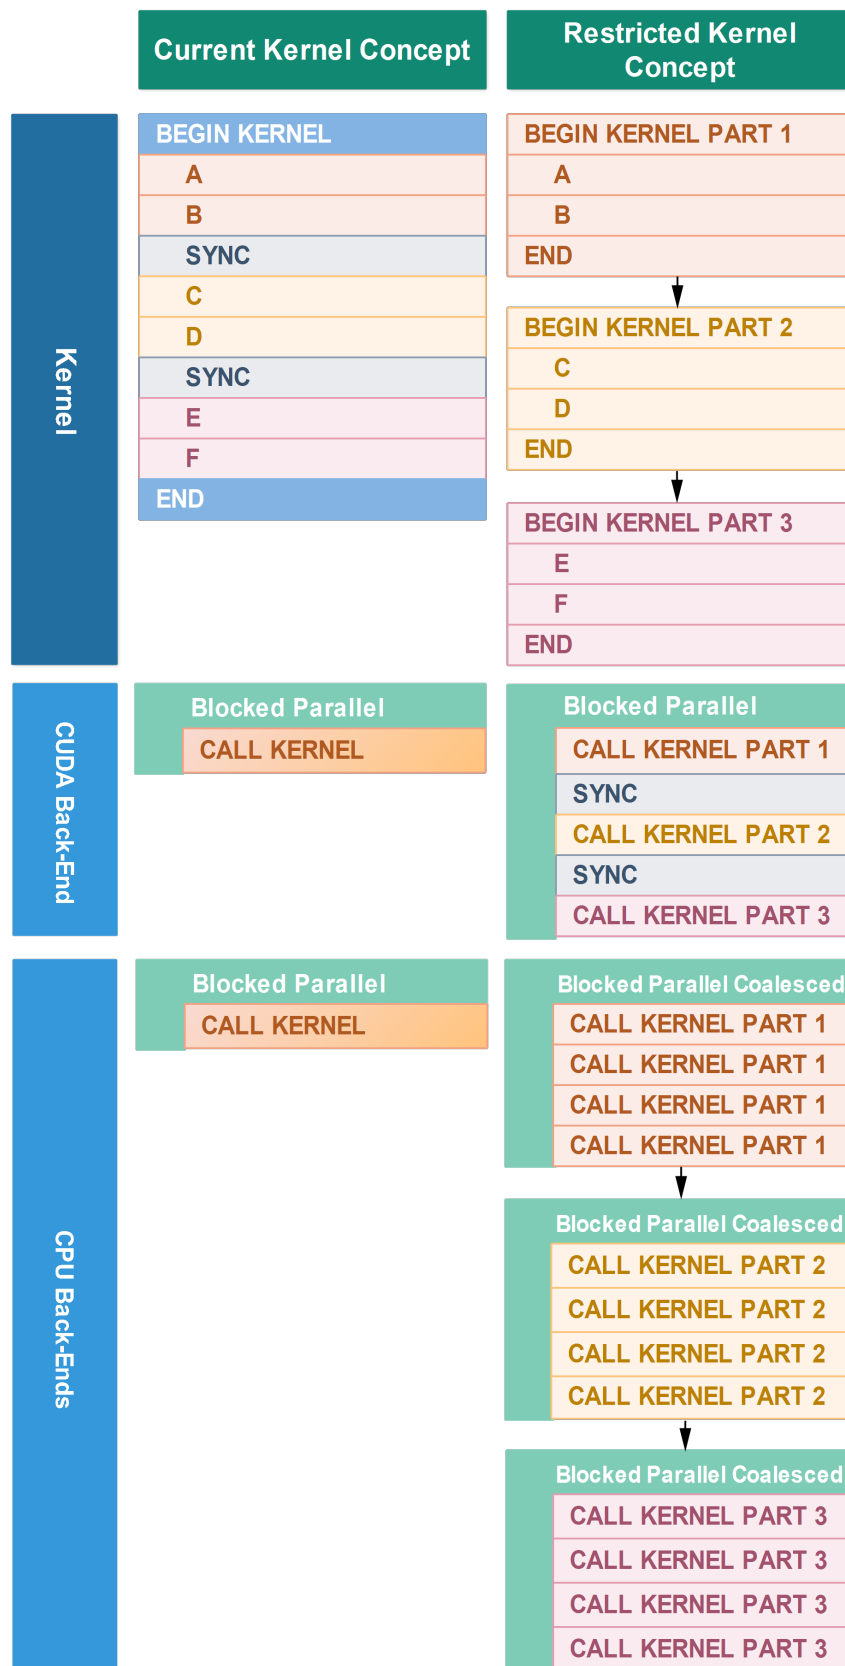 Current Kernel Concept
Restricted Kernel
Concept
Kernel
BEGIN KERNEL
A
B
SYNC
C
D
SYNC
E
F
END
BEGIN KERNEL PART 1
A
B
END
BEGIN KERNEL PART 2
C
D
END
BEGIN KERNEL PART 3
E
F
END
CUDA Back-End
Blocked Parallel
CALL KERNEL
Blocked Parallel
CALL KERNEL PART 1
SYNC
CALL KERNEL PART 2
SYNC
CALL KERNEL PART 3
CPU Back-Ends
Blocked Parallel
CALL KERNEL
Blocked Parallel Coalesced
CALL KERNEL PART 1
CALL KERNEL PART 1
CALL KERNEL PART 1
CALL KERNEL PART 1
Blocked Parallel Coalesced
CALL KERNEL PART 2
CALL KERNEL PART 2
CALL KERNEL PART 2
CALL KERNEL PART 2
Blocked Parallel Coalesced
CALL KERNEL PART 3
CALL KERNEL PART 3
CALL KERNEL PART 3
CALL KERNEL PART 3